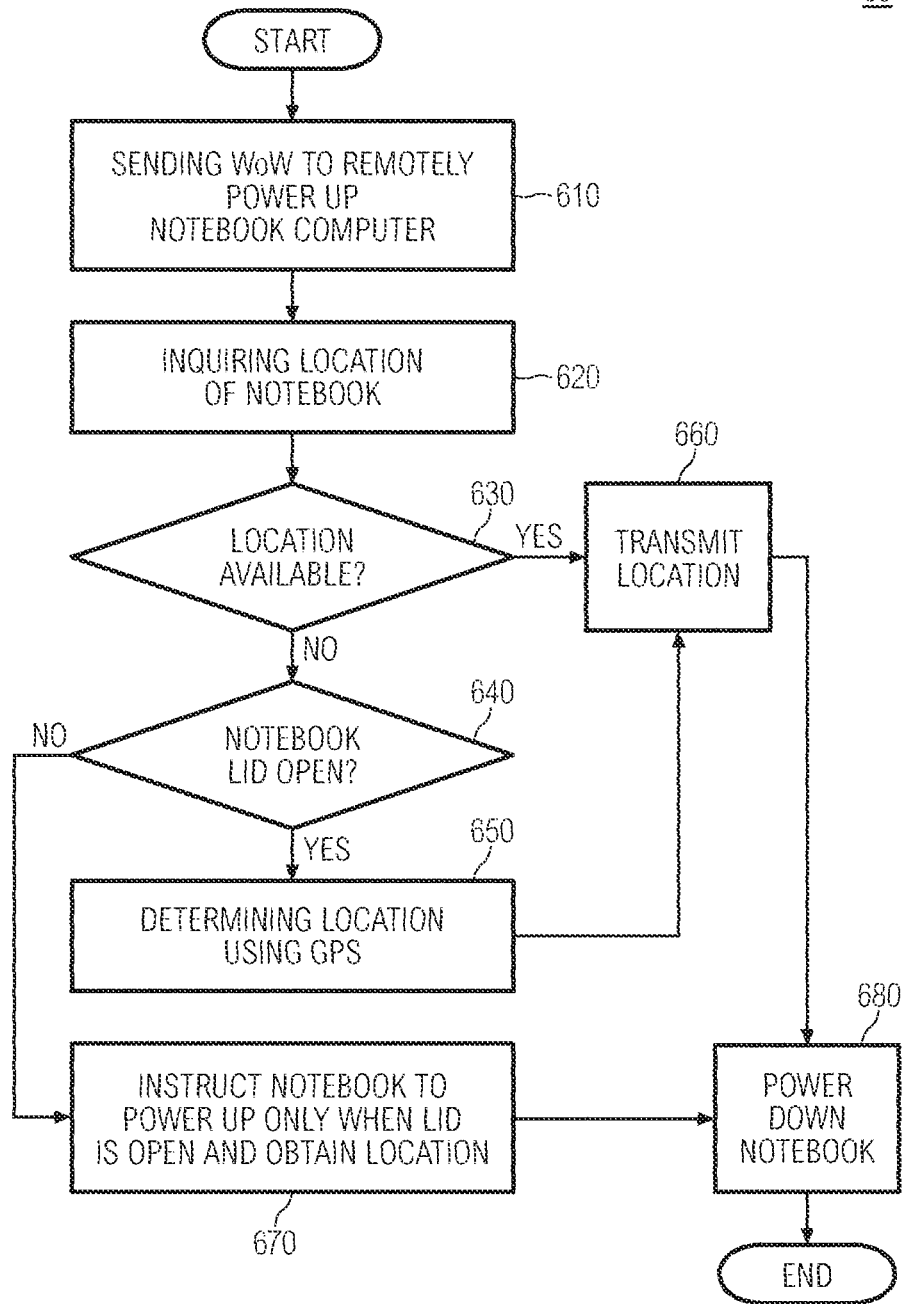 START
SENDING WoW TO REMOTELY
POWER UP
NOTEBOOK COMPUTER
610
INQUIRING LOCATION
OF NOTEBOOK
620
660
630
LOCATION
AVAILABLE?
YES
TRANSMIT
LOCATION
NO
640
NO
NOTEBOOK
LID OPEN?
YES
650
DETERMINING LOCATION
USING GPS
680
INSTRUCT NOTEBOOK TO
POWER UP ONLY WHEN LID
IS OPEN AND OBTAIN LOCATION
POWER
DOWN
NOTEBOOK
670
END